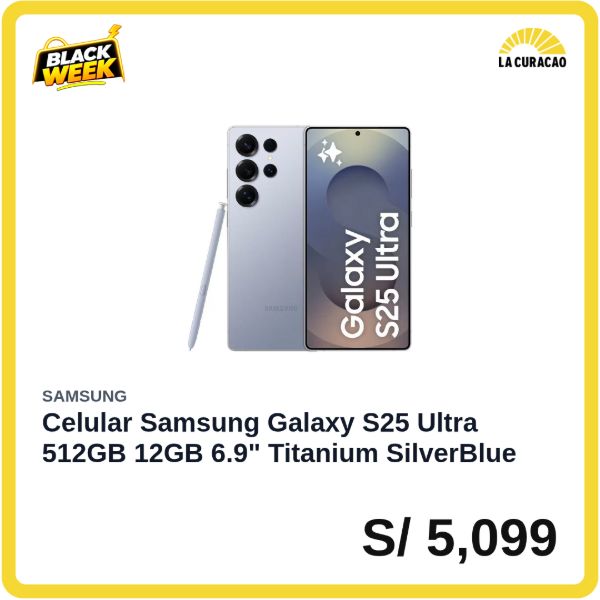 BLACK
WEEK
LA CURACAO
Galaxy
S25 Ultra
SAMSUNG
SAMSUNG
Celular Samsung Galaxy S25 Ultra
512GB 12GB 6.9" Titanium SilverBlue
S/ 5,099